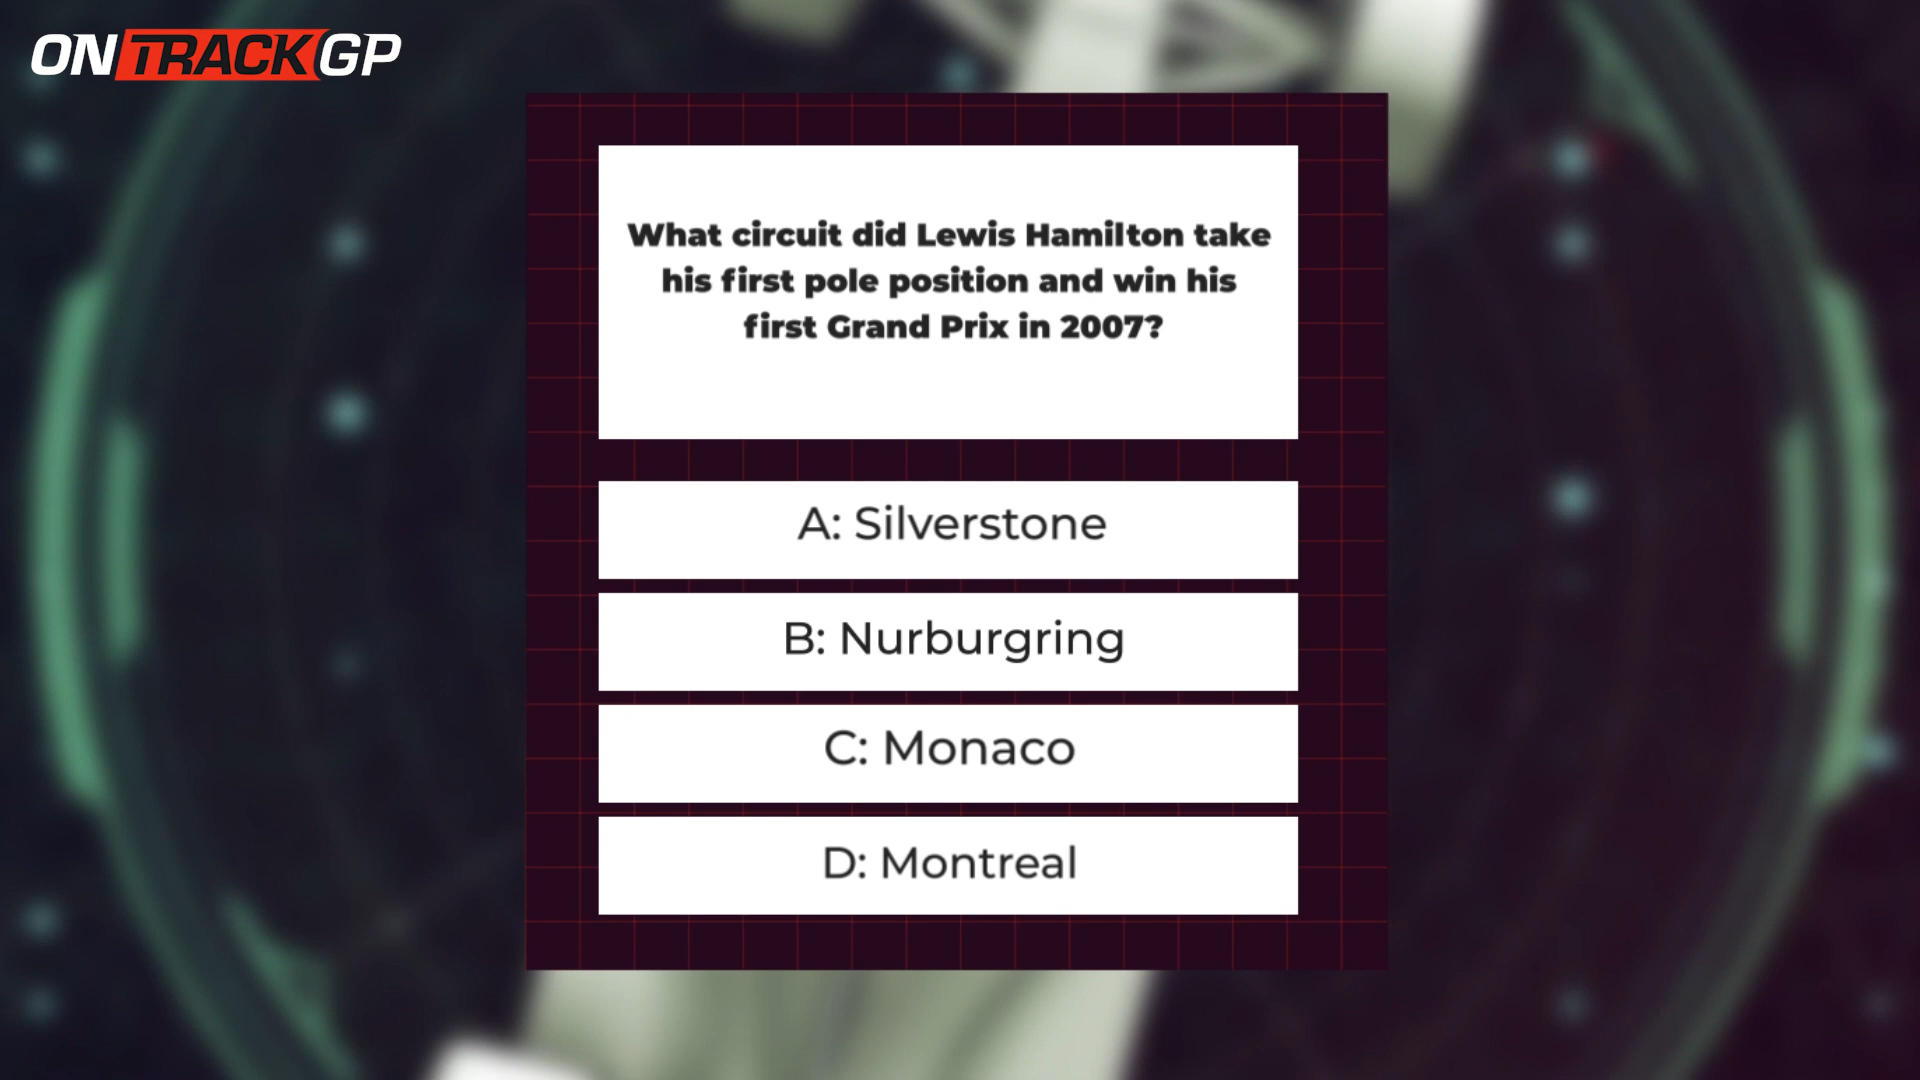 ONTRACKGP
What circuit did Lewis Hamilton take
his first pole position and win his
first Grand Prix in 2007?
A: Silverstone
B: Nurburgring
C: Monaco
D: Montreal